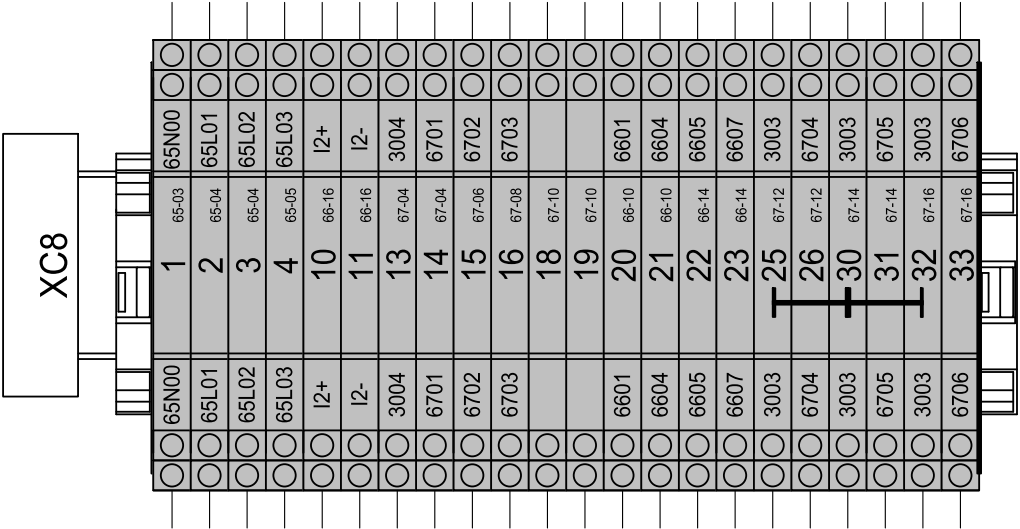 XC8
65N00 65L01 65L02 65L03 I2+ I2- 3004 6701 6702 6703 6601 6604 6605 6607 3003 6704 3003 6705 3003 6706
65-03 65-04 65-04 65-05 66-16 66-16 67-04 67-04 67-06 67-08 67-10 67-10 66-10 66-10 66-14 66-14 67-12 67-12 67-14 67-14 67-16 67-16
1 2 3 4 10 11 13 14 15 16 18 19 20 21 22 23 25 26 30 31 32 33
65N00 65L01 65L02 65L03 I2+ I2- 3004 6701 6702 6703 6601 6604 6605 6607 3003 6704 3003 6705 3003 6706